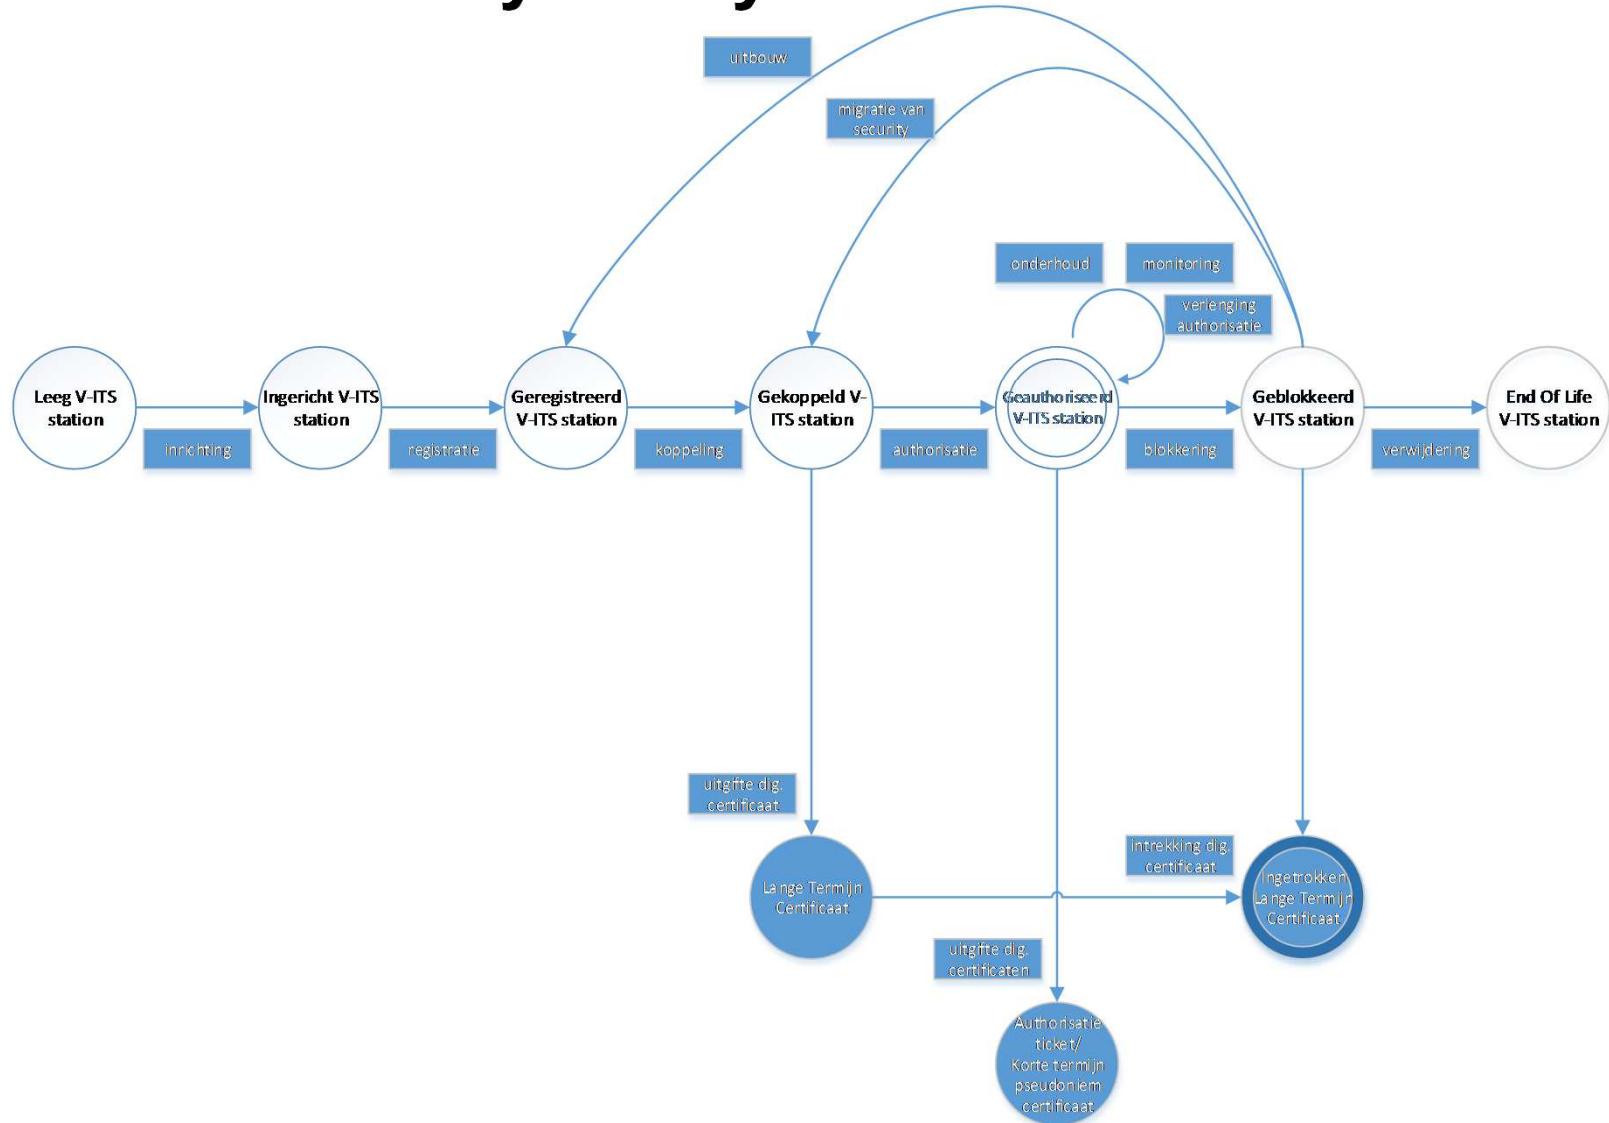 uitbouw
migratie van
security
onderhoud
monitoring
verlenging
authorisatie
Leeg V-ITS
station
Ingericht V-ITS
station
Geregistreerd
V-ITS station
Gekoppeld V-
ITS station
Geauthoriseerd
V-ITS station
Geblokkeerd
V-ITS station
End Of Life
V-ITS station
inrichting
registratie
koppeling
authorisatie
blokkering
verwijdering
uitgifte dig.
certificaat
Lange Termijn
Certificaat
intrekking dig.
certificaat
Ingetrokken
Lange Termijn
Certificaat
uitgifte dig.
certificaten
Authorisatie
ticket/
Korte termijn
pseudoniem
certificaat